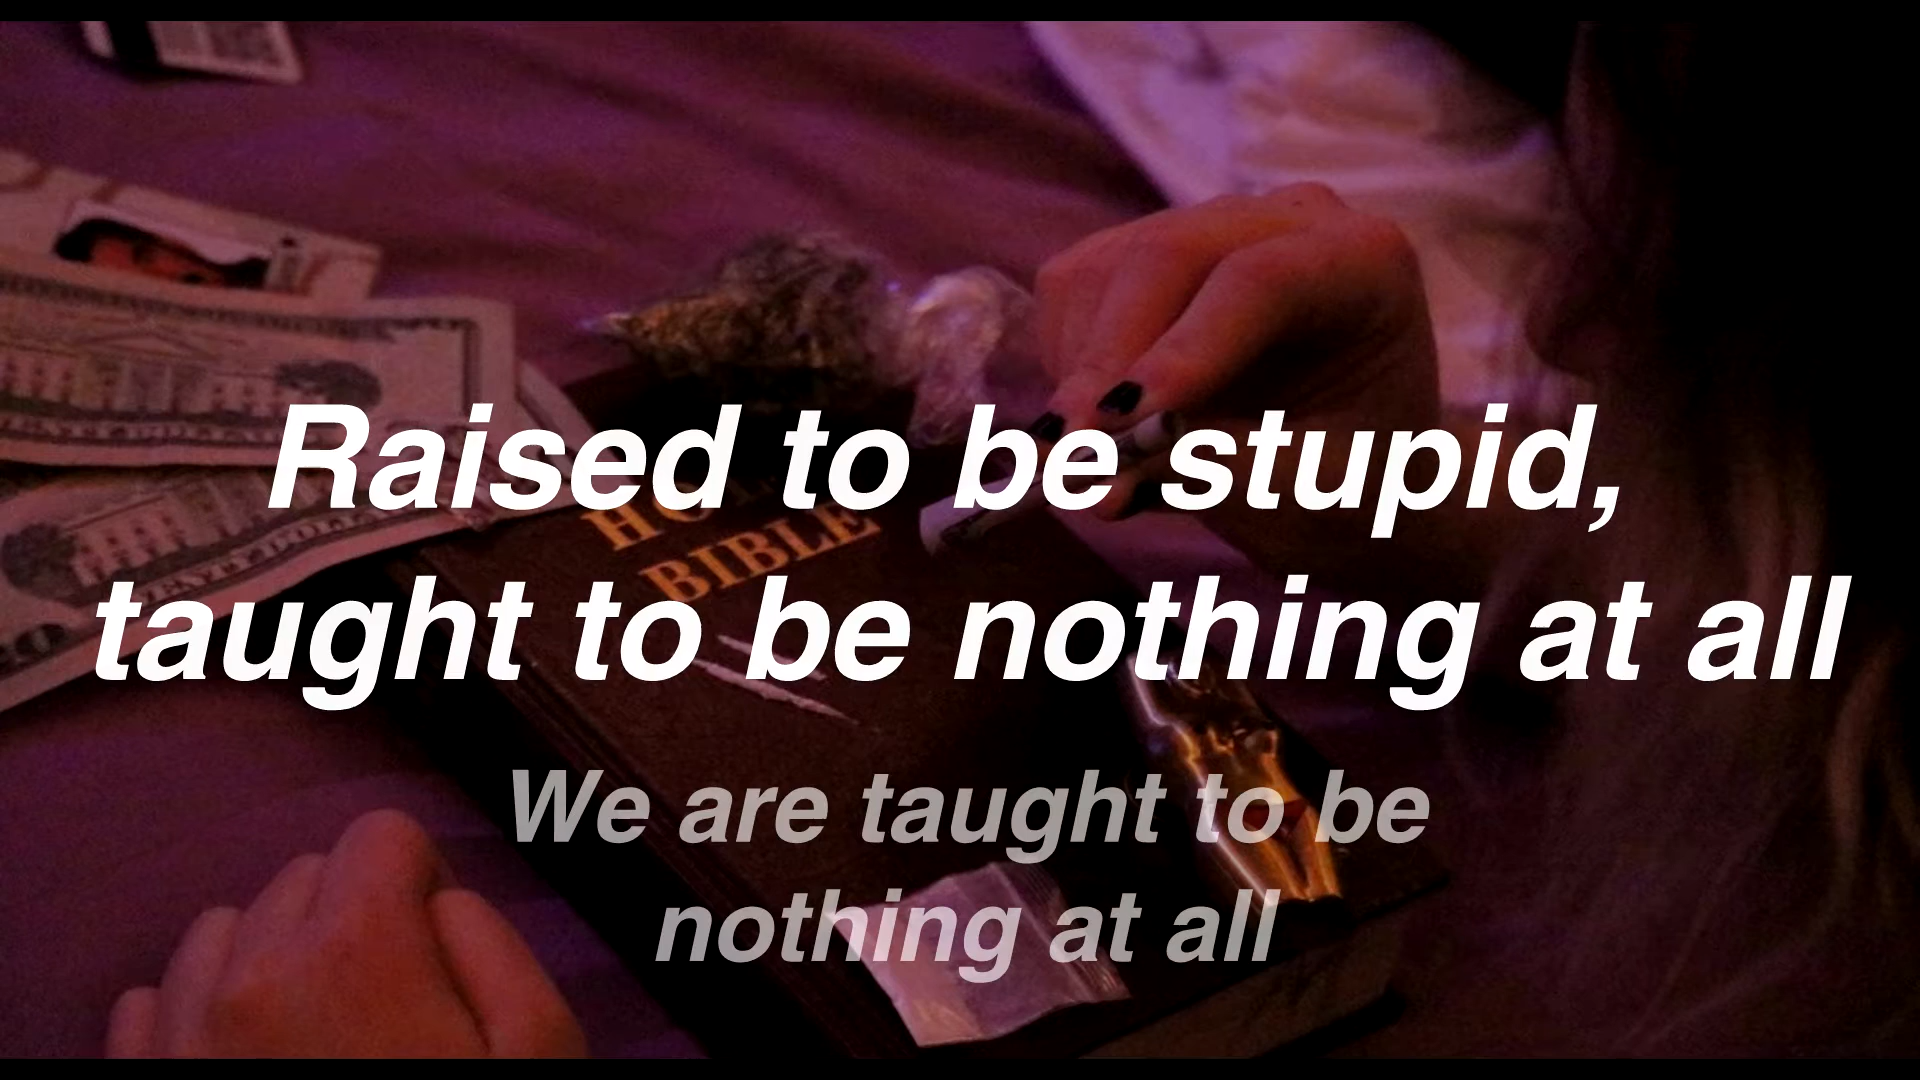 Raised to be stupid,
taught to be nothing at all
We are taught to be
nothing at all
BIBLE